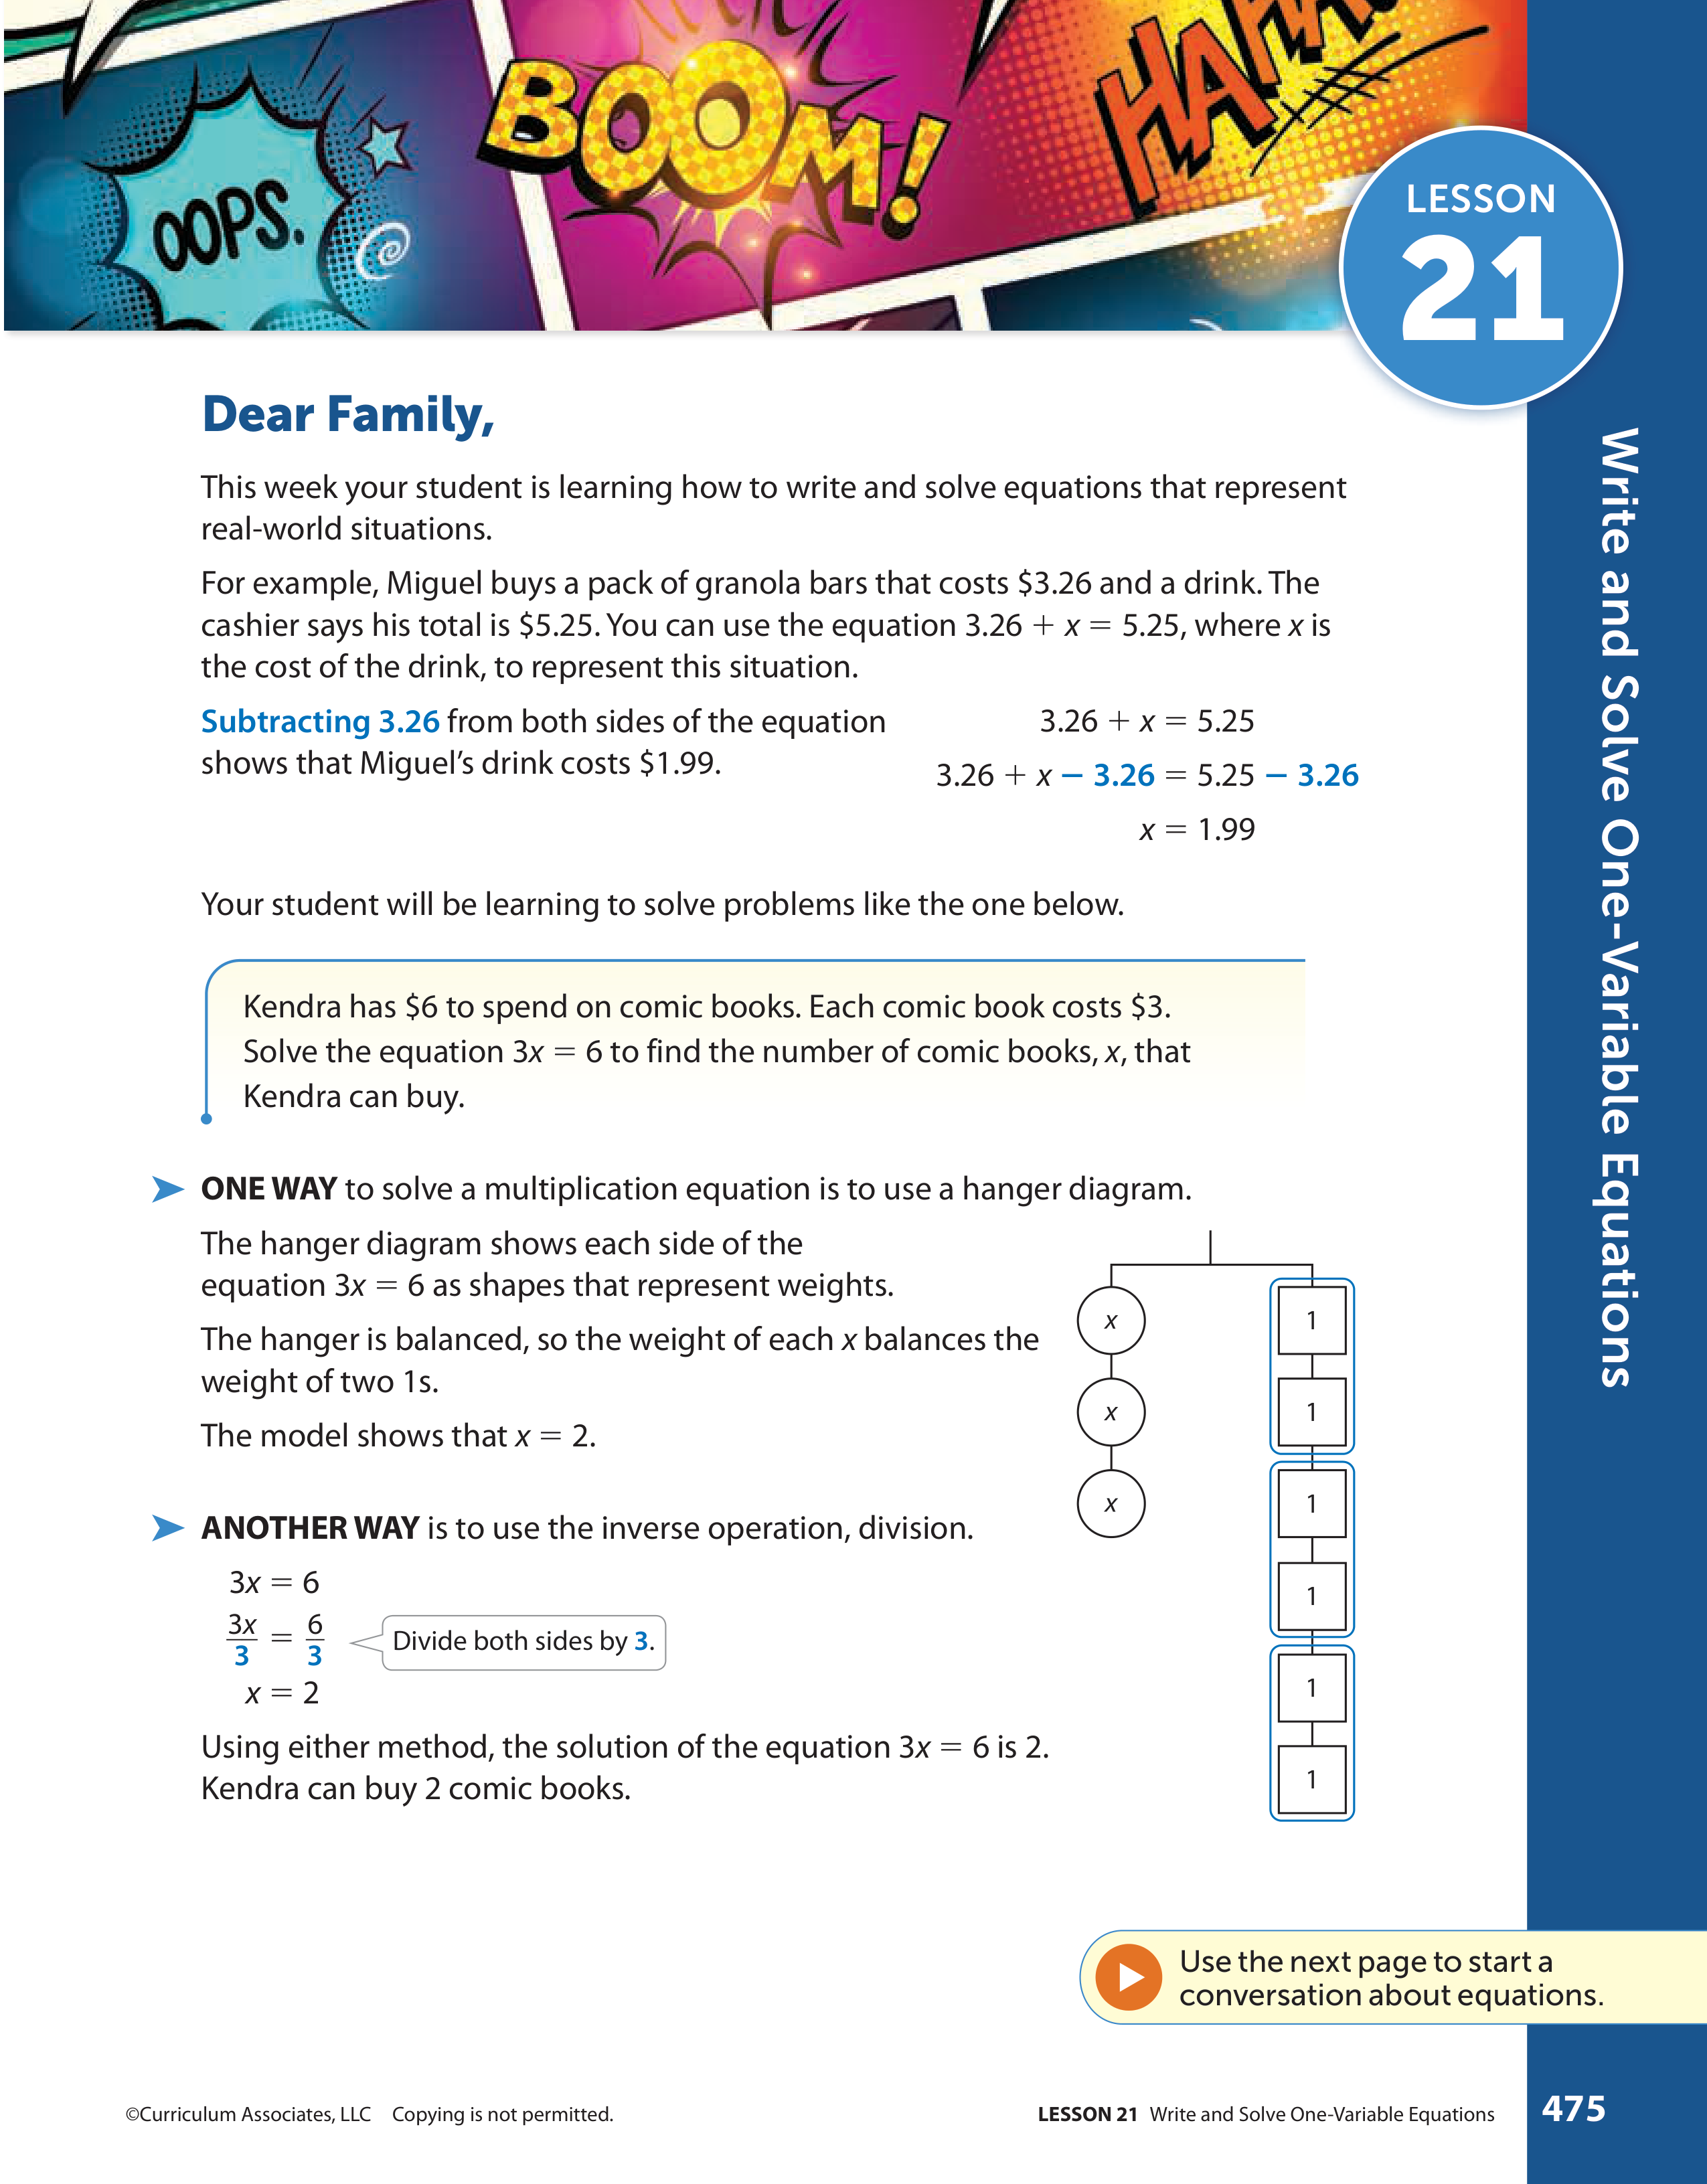 OOPS.
BOOM!
LESSON
21
Write and Solve One-Variable Equations
Dear Family,
This week your student is learning how to write and solve equations that represent
real-world situations.
For example, Miguel buys a pack of granola bars that costs $3.26 and a drink. The
cashier says his total is $5.25. You can use the equation 3.26 + x = 5.25, where x is
the cost of the drink, to represent this situation.
Subtracting 3.26 from both sides of the equation
shows that Miguel's drink costs $1.99.
3.26 + x = 5.25
3.26 + x − 3.26 = 5.25 − 3.26
x = 1.99
Your student will be learning to solve problems like the one below.
Kendra has $6 to spend on comic books. Each comic book costs $3.
Solve the equation 3x = 6 to find the number of comic books, x, that
Kendra can buy.
ONE WAY to solve a multiplication equation is to use a hanger diagram.
The hanger diagram shows each side of the
equation 3x = 6 as shapes that represent weights.
The hanger is balanced, so the weight of each x balances the
weight of two 1s.
The model shows that x = 2.
x
x
x
1
1
1
1
1
1
ANOTHER WAY is to use the inverse operation, division.
3x = 6
3x/3 = 6/3
Divide both sides by 3.
x = 2
Using either method, the solution of the equation 3x = 6 is 2.
Kendra can buy 2 comic books.
Use the next page to start a
conversation about equations.
©Curriculum Associates, LLC Copying is not permitted.
LESSON 21 Write and Solve One-Variable Equations
475